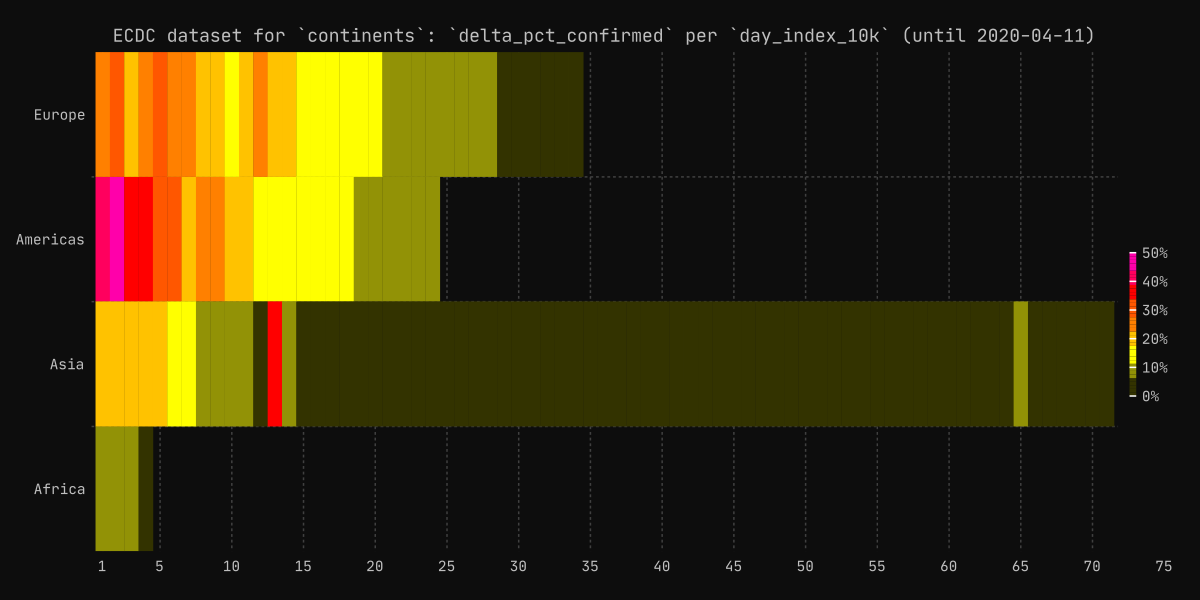 ECDC dataset for `continents`: `delta_pct_confirmed` per `day_index_10k` (until 2020-04-11)
Europe
Americas
Asia
Africa
50%
40%
30%
20%
10%
0%
1 5 10 15 20 25 30 35 40 45 50 55 60 65 70 75